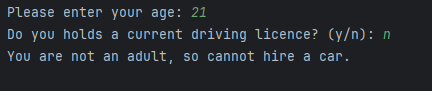 Please enter your age: 21
Do you holds a current driving licence? (y/n): n
You are not an adult, so cannot hire a car.